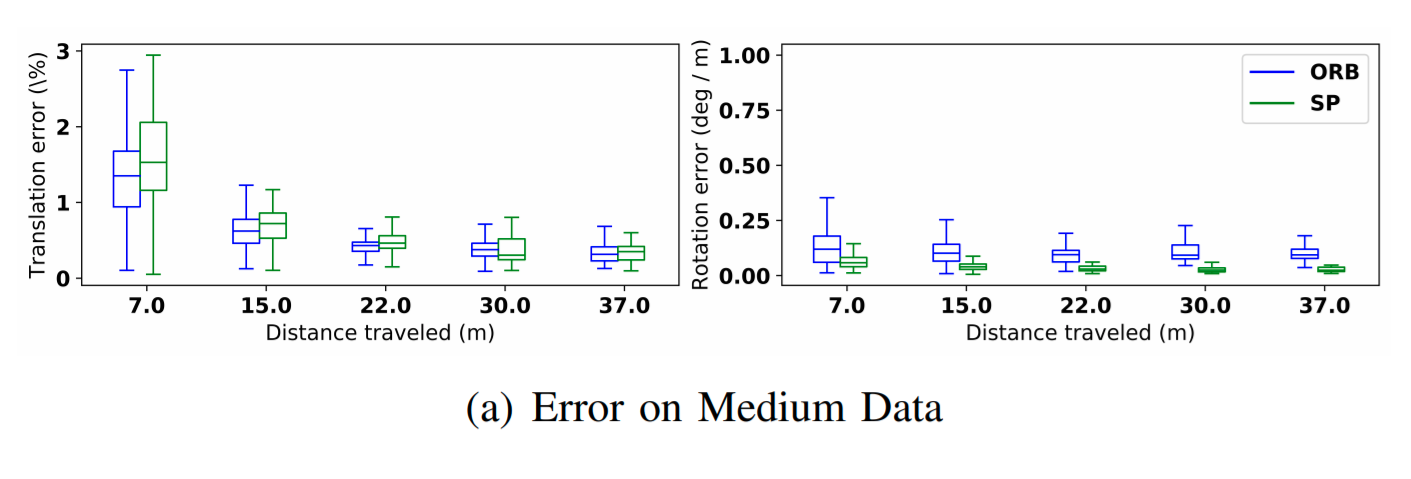 Translation error (\%)
3
2
1
0
7.0 15.0 22.0 30.0 37.0
Distance traveled (m)
Rotation error (deg / m)
1.00
0.75
0.50
0.25
0.00
7.0 15.0 22.0 30.0 37.0
Distance traveled (m)
ORB
SP
(a) Error on Medium Data